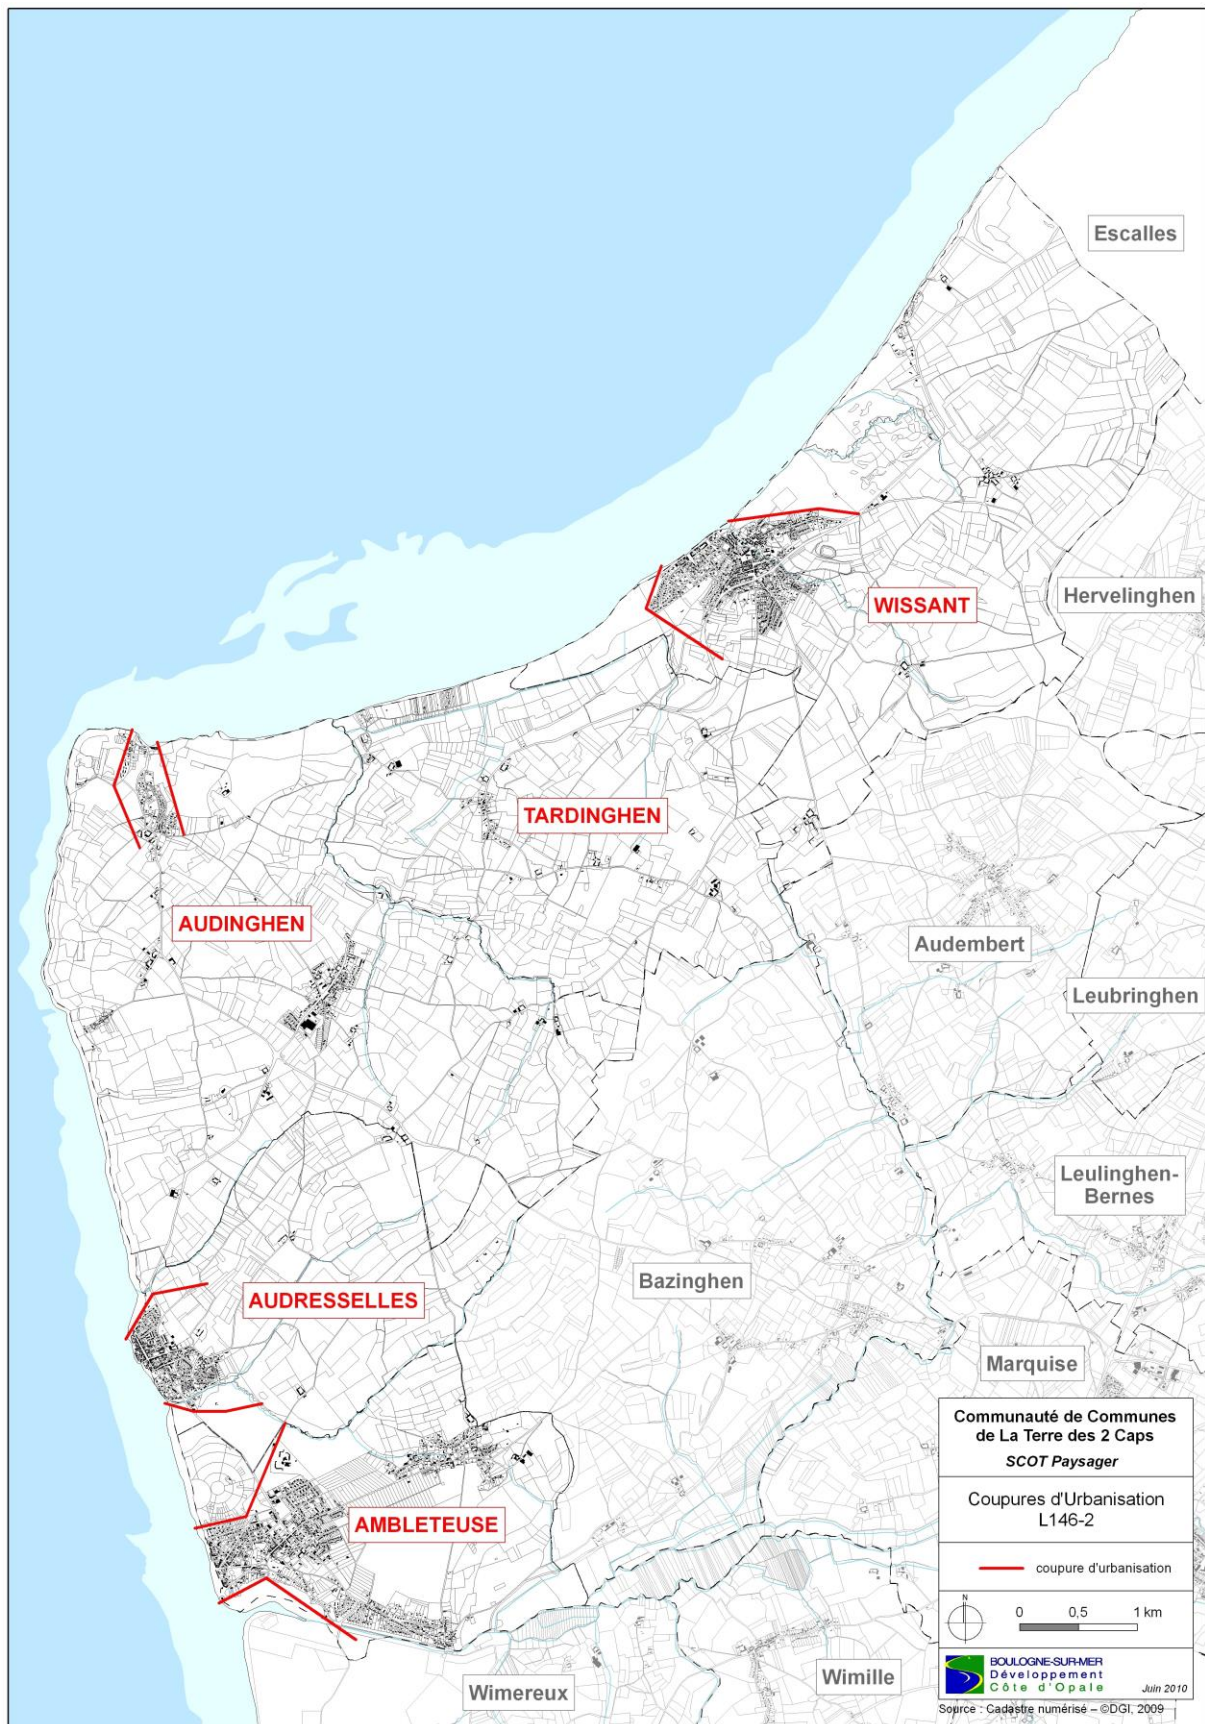 Escalles
Hervelinghen
WISSANT
TARDINGHEN
AUDINGHEN
Audembert
Leubringhen
Leulinghen-
Bernes
Bazinghen
AUDRESSELLES
Marquise
AMBLETEUSE
Wimille
Wimereux
Communauté de Communes
de La Terre des 2 Caps
SCOT Paysager
Coupures d'Urbanisation
L146-2
coupure d'urbanisation
N
0 0,5 1 km
BOULOGNE-SUR-MER
Développement
Côte d'Opale
Juin 2010
Source : Cadastre numérisé – ©DGI, 2009